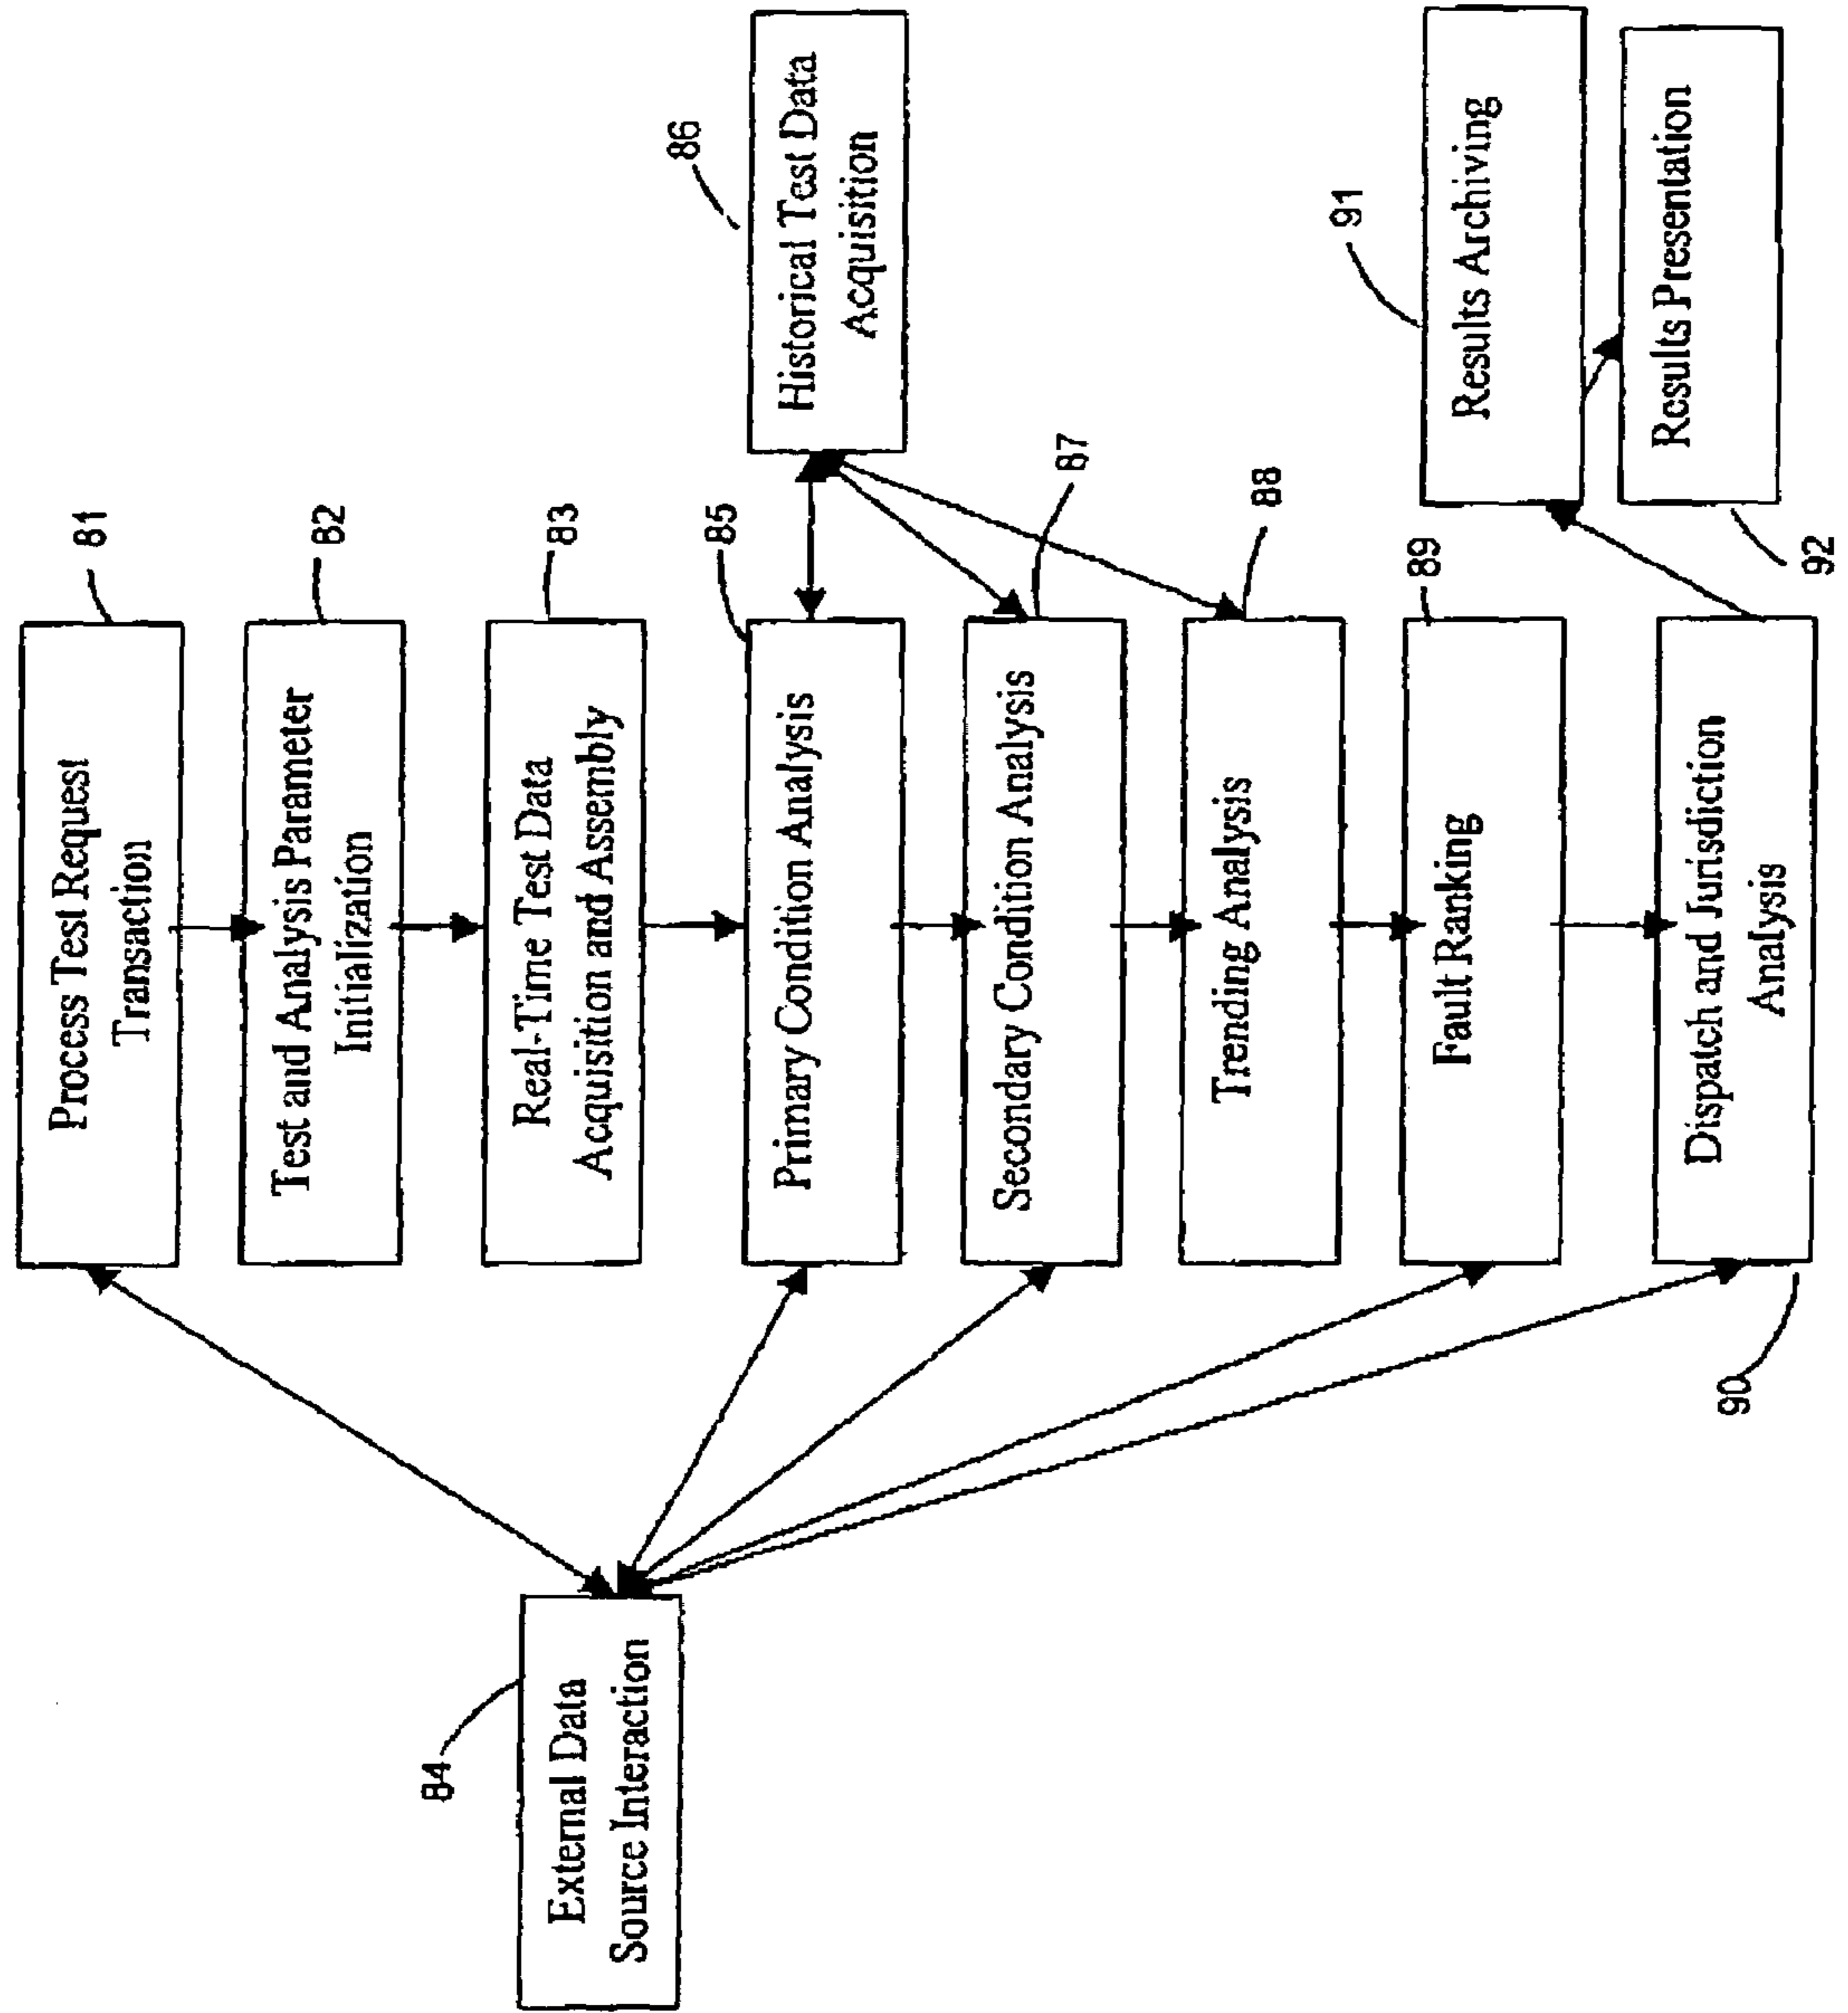 Process Test Request
Transaction
81
Test and Analysis Parameter
Initialization
82
Real-Time Test Data
Acquisition and Assembly
83
External Data
Source Interaction
84
Primary Condition Analysis
85
Historical Test Data
Acquisition
86
Secondary Condition Analysis
87
Trending Analysis
88
Fault Ranking
89
Dispatch and Jurisdiction
Analysis
90
Results Archiving
91
Results Presentation
92